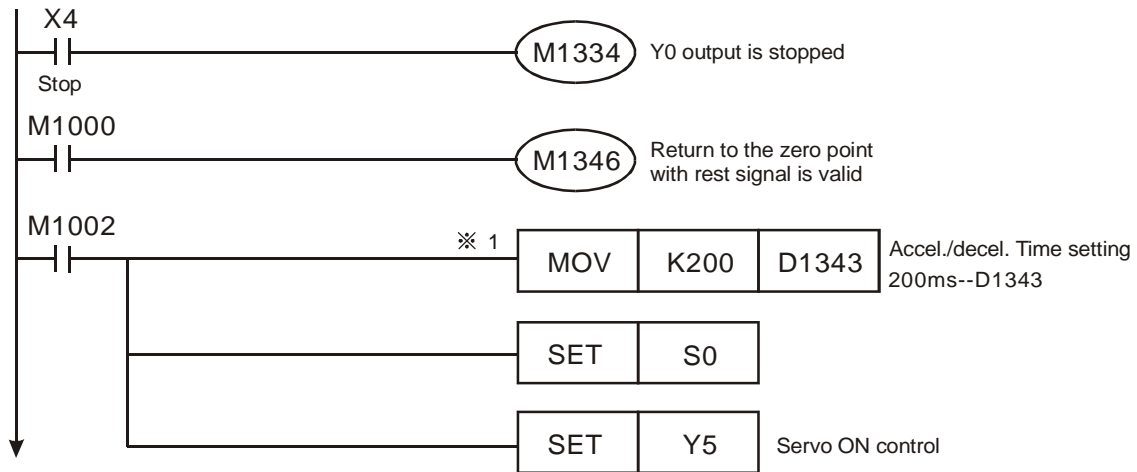 X4
M1334 Y0 output is stopped
Stop
M1000
M1346 Return to the zero point
with rest signal is valid
M1002
※ 1 MOV K200 D1343 Accel./decel. Time setting
200ms--D1343
SET S0
SET Y5 Servo ON control